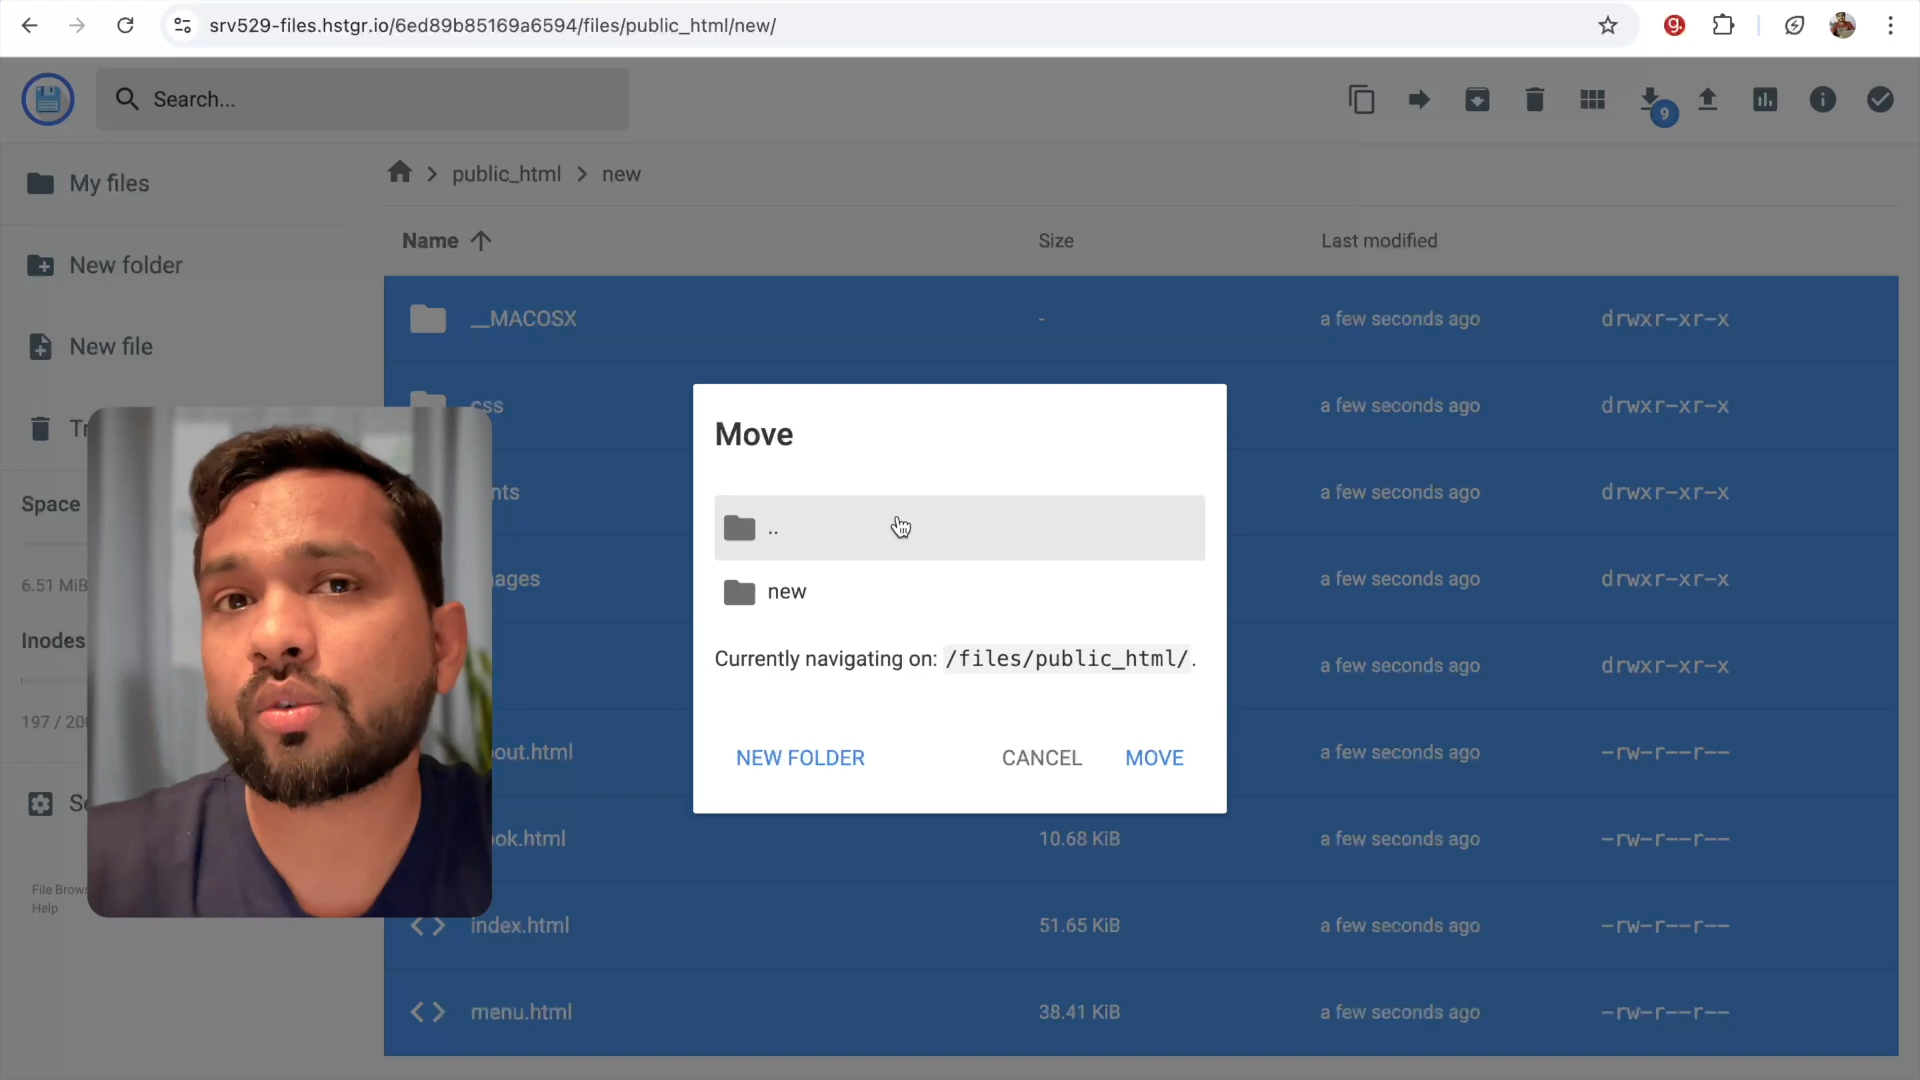 srv529-files.hstgr.io/6ed89b85169a6594/files/public_html/new/
g.
Search...
9
My files
New folder
New file
Space
6.51 MiB
Inodes
197 / 20
File Brows
Help
public_html > new
Name Size Last modified
__MACOSX - a few seconds ago drwxr-xr-x
css a few seconds ago drwxr-xr-x
nts a few seconds ago drwxr-xr-x
ages a few seconds ago drwxr-xr-x
a few seconds ago drwxr-xr-x
out.html a few seconds ago -rw-r--r--
ok.html 10.68 KiB a few seconds ago -rw-r--r--
index.html 51.65 KiB a few seconds ago -rw-r--r--
menu.html 38.41 KiB a few seconds ago -rw-r--r--
Move
..
new
Currently navigating on: /files/public_html/.
NEW FOLDER CANCEL MOVE